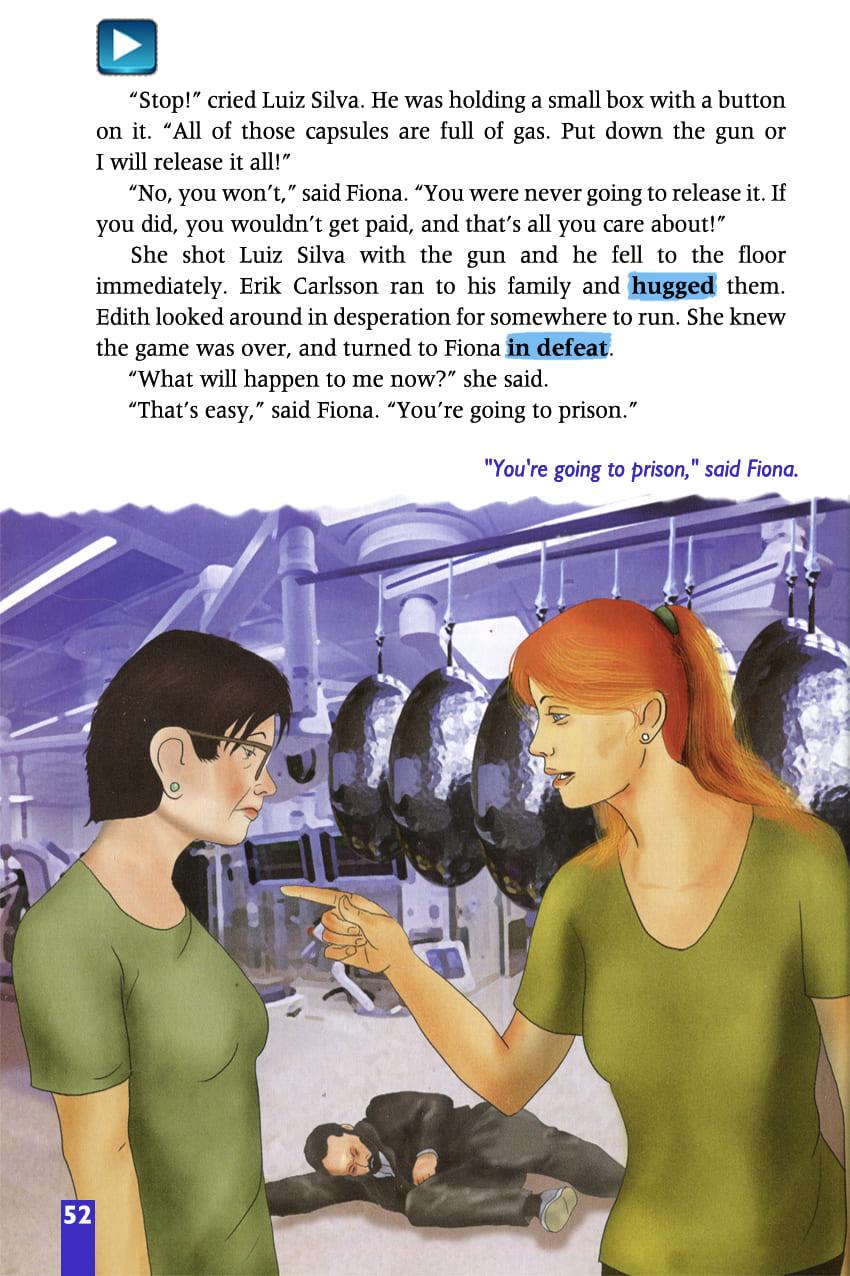 “Stop!” cried Luiz Silva. He was holding a small box with a button
on it. “All of those capsules are full of gas. Put down the gun or
I will release it all!”
“No, you won’t,” said Fiona. “You were never going to release it. If
you did, you wouldn’t get paid, and that’s all you care about!”
She shot Luiz Silva with the gun and he fell to the floor
immediately. Erik Carlsson ran to his family and hugged them.
Edith looked around in desperation for somewhere to run. She knew
the game was over, and turned to Fiona in defeat.
“What will happen to me now?” she said.
“That’s easy,” said Fiona. “You’re going to prison.”
"You're going to prison," said Fiona.
52